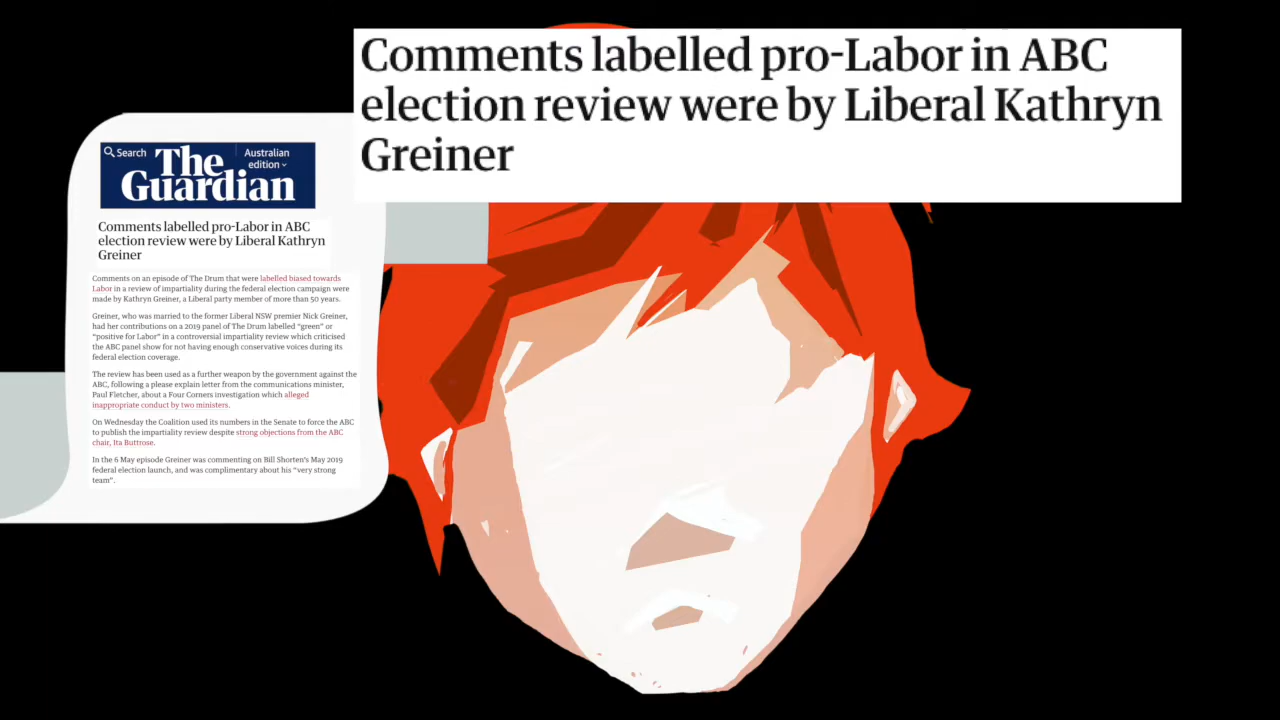 Comments labelled pro-Labor in ABC
election review were by Liberal Kathryn
Greiner
Search
The
Guardian
Australian
edition
Comments labelled pro-Labor in ABC
election review were by Liberal Kathryn
Greiner
Comments on an episode of The Drum that were labelled biased towards
Labor in a review of impartiality during the federal election campaign were
made by Kathryn Greiner, a Liberal party member of more than 50 years.
Greiner, who was married to the former Liberal NSW premier Nick Greiner,
had her contributions on a 2019 panel of The Drum labelled “green” or
“positive for Labor” in a controversial impartiality review which criticised
the ABC panel show for not having enough conservative voices during its
federal election coverage.
The review has been used as a further weapon by the government against the
ABC, following a please explain letter from the communications minister,
Paul Fletcher, about a Four Corners investigation which alleged
inappropriate conduct by two ministers.
On Wednesday the Coalition used its numbers in the Senate to force the ABC
to publish the impartiality review despite strong objections from the ABC
chair, Ita Buttrose.
In the 6 May episode Greiner was commenting on Bill Shorten's May 2019
federal election launch, and was complimentary about his “very strong
team”.